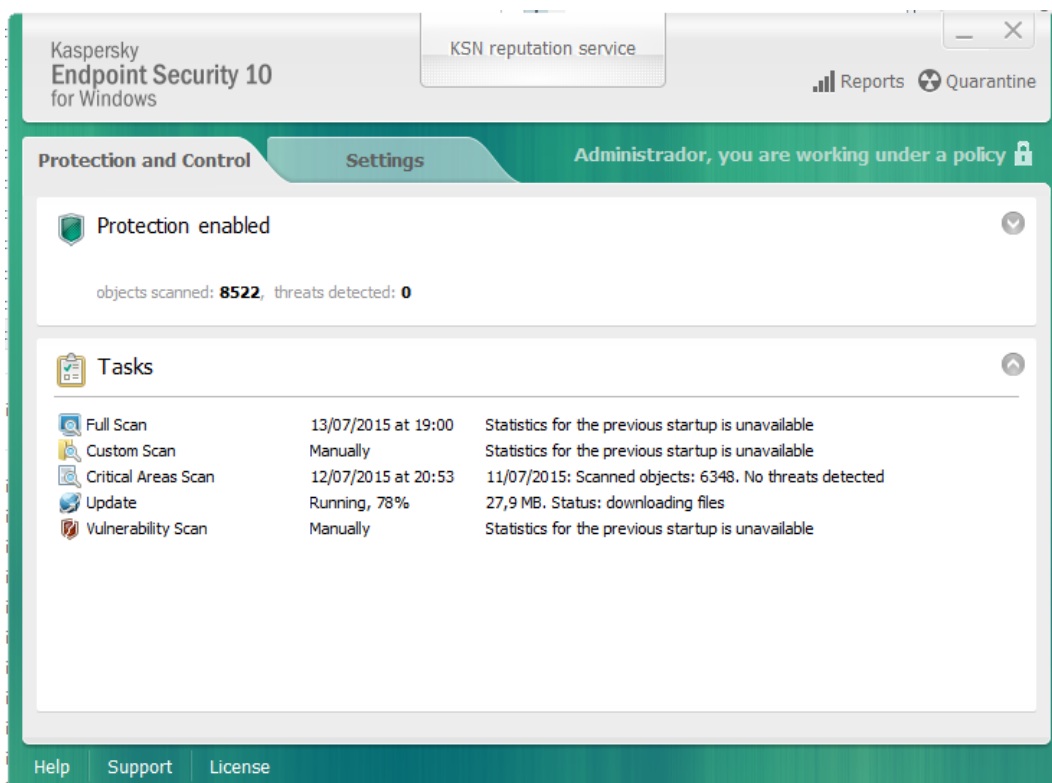 Kaspersky
Endpoint Security 10
for Windows
KSN reputation service
Reports
Quarantine
Protection and Control
Settings
Administrador, you are working under a policy
Protection enabled
objects scanned: 8522, threats detected: 0
Tasks
Full Scan 13/07/2015 at 19:00 Statistics for the previous startup is unavailable
Custom Scan Manually Statistics for the previous startup is unavailable
Critical Areas Scan 12/07/2015 at 20:53 11/07/2015: Scanned objects: 6348. No threats detected
Update Running, 78% 27,9 MB. Status: downloading files
Vulnerability Scan Manually Statistics for the previous startup is unavailable
Help Support License